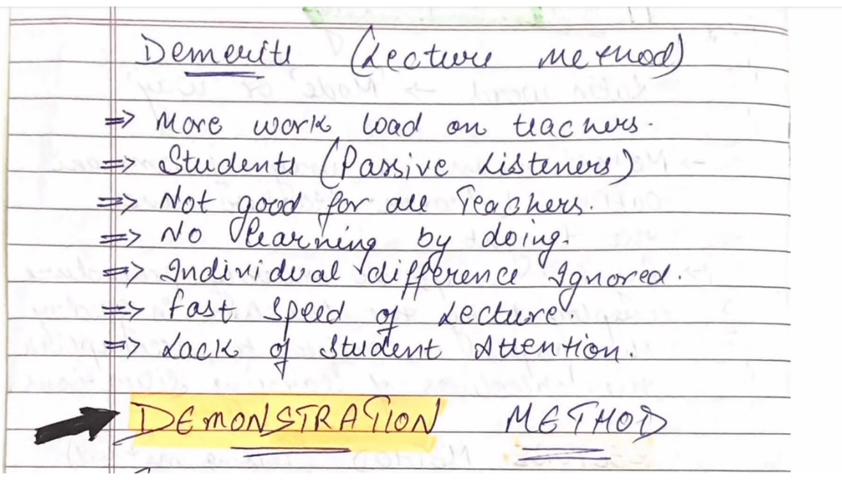 Demerits (Lecture Method)
=> More work load on teachers.
=> Students (Passive Listeners)
=> Not good for all Teachers.
=> No learning by doing.
=> Individual difference Ignored.
=> fast speed of Lecture.
=> Lack of Student Attention.
DEMONSTRATION METHOD